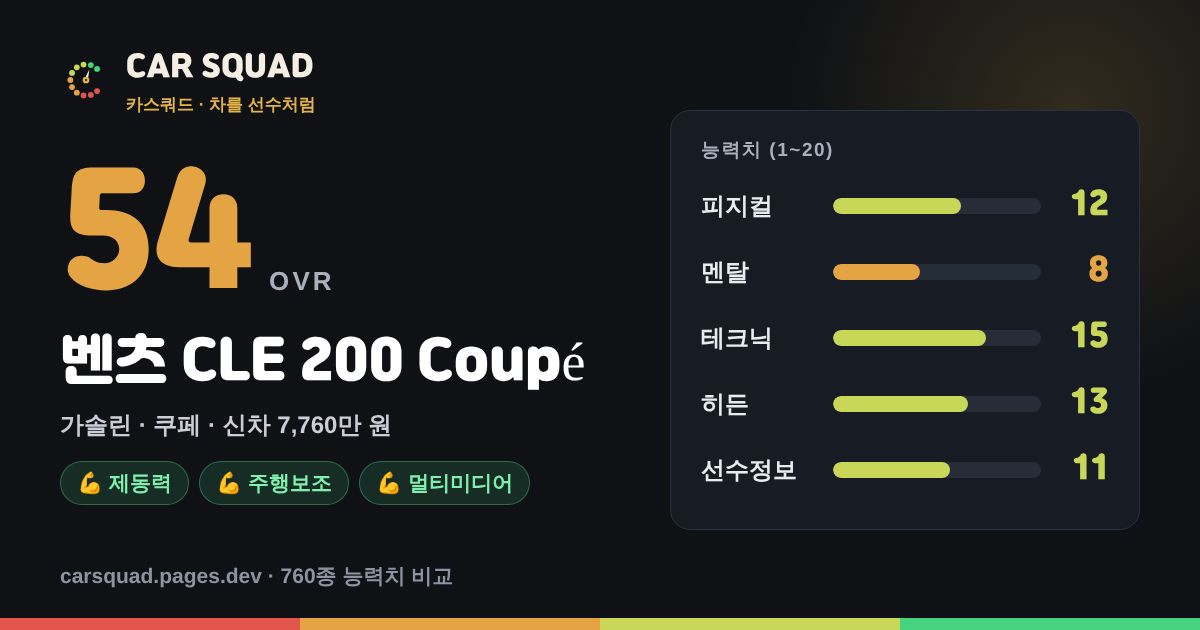 CAR SQUAD
카스쿼드 · 차를 선수처럼
54 OVR
벤츠 CLE 200 Coupé
가솔린 · 쿠페 · 신차 7,760만 원
💪 제동력 💪 주행보조 💪 멀티미디어
carsquad.pages.dev · 760종 능력치 비교
능력치 (1~20)
피지컬 12
멘탈 8
테크닉 15
히든 13
선수정보 11